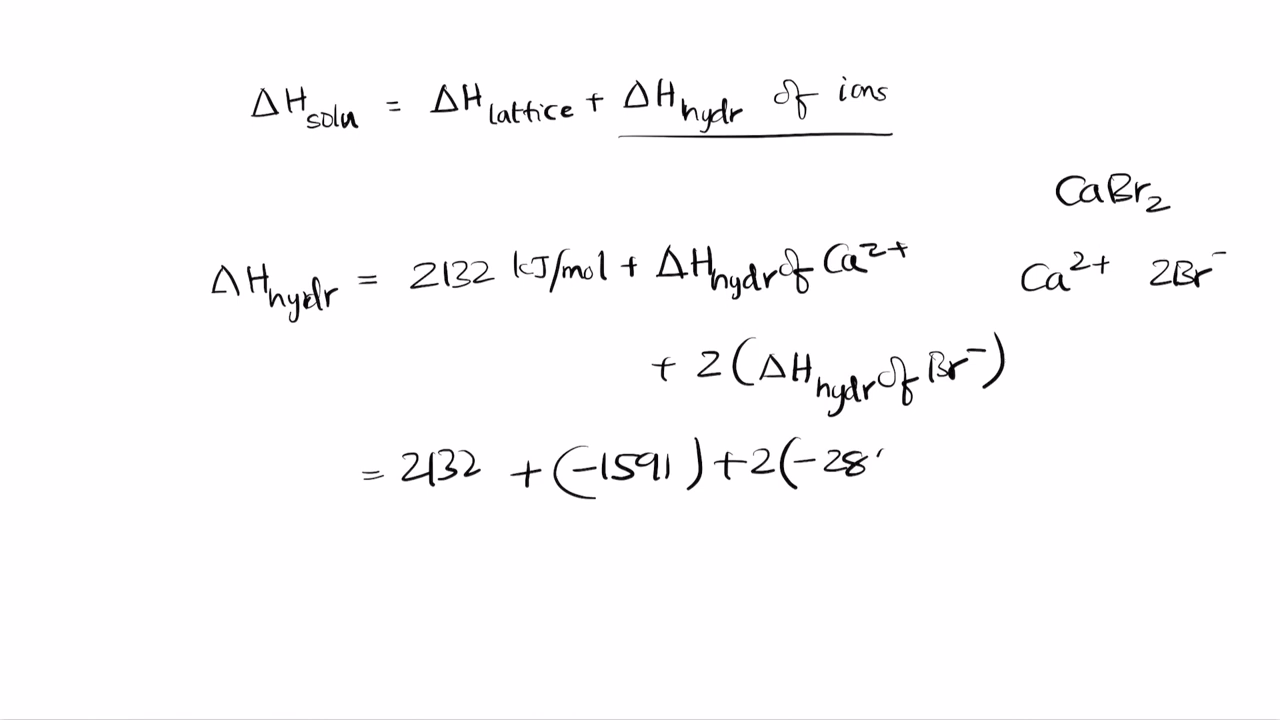 ΔH_soln = ΔH_lattice + ΔH_hydr of ions
CaBr₂
ΔH_hydr = 2132 kJ/mol + ΔH_hydr of Ca²⁺
Ca²⁺ 2Br⁻
+ 2(ΔH_hydr of Br⁻)
= 2132 + (-1591) + 2(-28